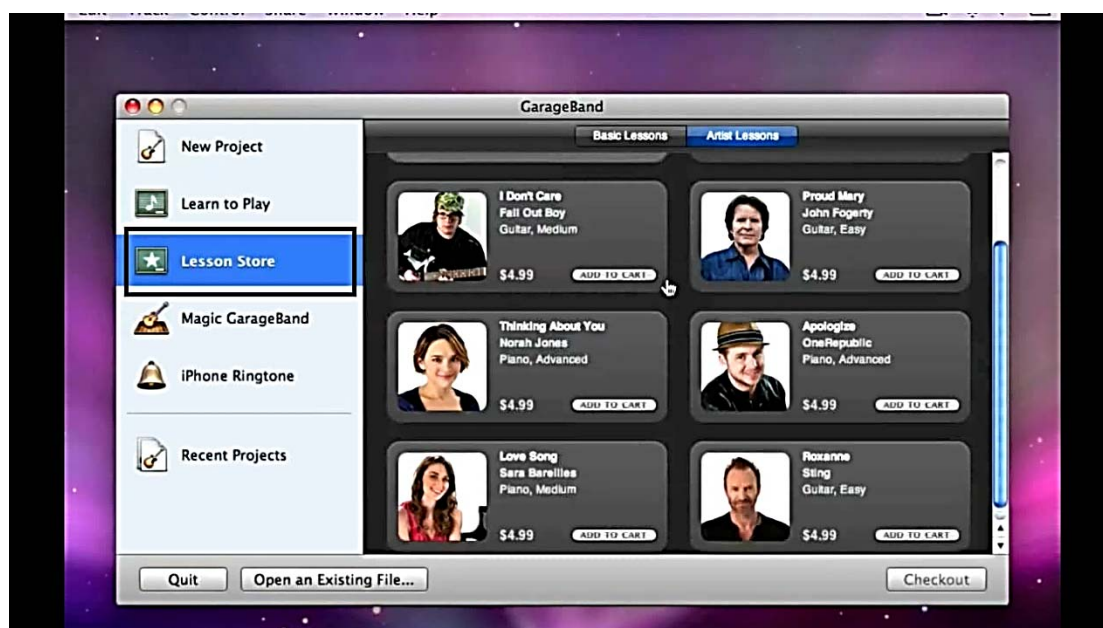 GarageBand
Basic Lessons
Artist Lessons
New Project
Learn to Play
Lesson Store
Magic GarageBand
iPhone Ringtone
Recent Projects
I Don't Care
Fall Out Boy
Guitar, Medium
$4.99 ADD TO CART
Proud Mary
John Fogerty
Guitar, Easy
$4.99 ADD TO CART
Thinking About You
Norah Jones
Piano, Advanced
$4.99 ADD TO CART
Apologize
OneRepublic
Piano, Advanced
$4.99 ADD TO CART
Love Song
Sara Bareilles
Piano, Medium
$4.99 ADD TO CART
Roxanne
Sting
Guitar, Easy
$4.99 ADD TO CART
Quit
Open an Existing File...
Checkout